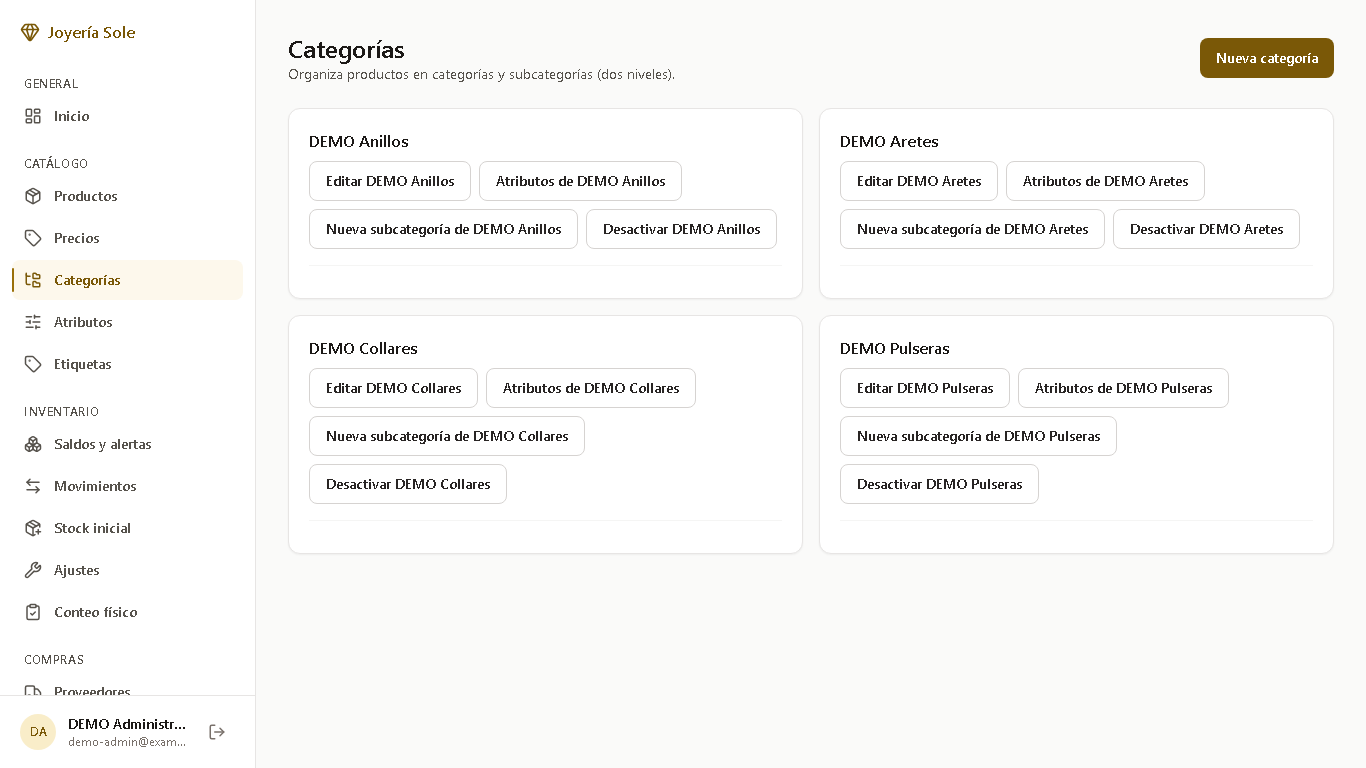 Joyería Sole
GENERAL
Inicio
CATÁLOGO
Productos
Precios
Categorías
Atributos
Etiquetas
INVENTARIO
Saldos y alertas
Movimientos
Stock inicial
Ajustes
Conteo físico
COMPRAS
Proveedores
DA
DEMO Administr...
demo-admin@exam...
Categorías
Organiza productos en categorías y subcategorías (dos niveles).
Nueva categoría
DEMO Anillos
Editar DEMO Anillos
Atributos de DEMO Anillos
Nueva subcategoría de DEMO Anillos
Desactivar DEMO Anillos
DEMO Aretes
Editar DEMO Aretes
Atributos de DEMO Aretes
Nueva subcategoría de DEMO Aretes
Desactivar DEMO Aretes
DEMO Collares
Editar DEMO Collares
Atributos de DEMO Collares
Nueva subcategoría de DEMO Collares
Desactivar DEMO Collares
DEMO Pulseras
Editar DEMO Pulseras
Atributos de DEMO Pulseras
Nueva subcategoría de DEMO Pulseras
Desactivar DEMO Pulseras